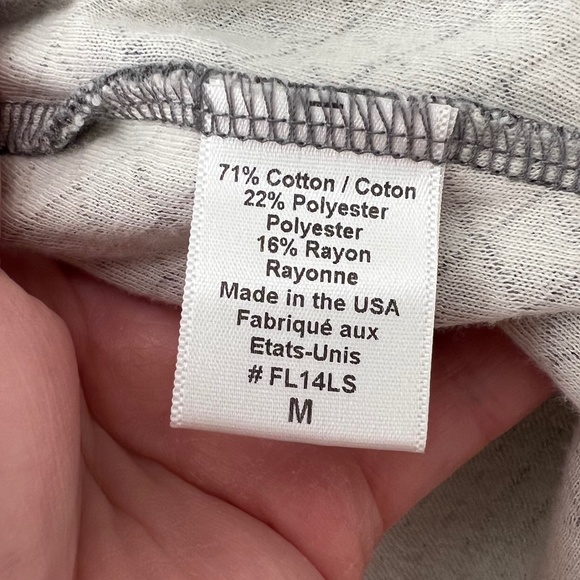 71% Cotton / Coton
22% Polyester
Polyester
16% Rayon
Rayonne
Made in the USA
Fabriqué aux
Etats-Unis
# FL14LS
M